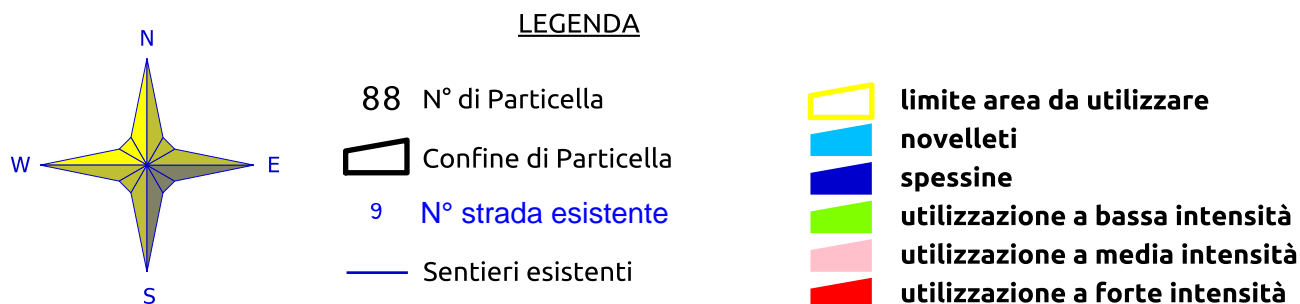 LEGENDA
N
W
E
S
88 N° di Particella
Confine di Particella
9 N° strada esistente
Sentieri esistenti
limite area da utilizzare
novelleti
spessine
utilizzazione a bassa intensità
utilizzazione a media intensità
utilizzazione a forte intensità